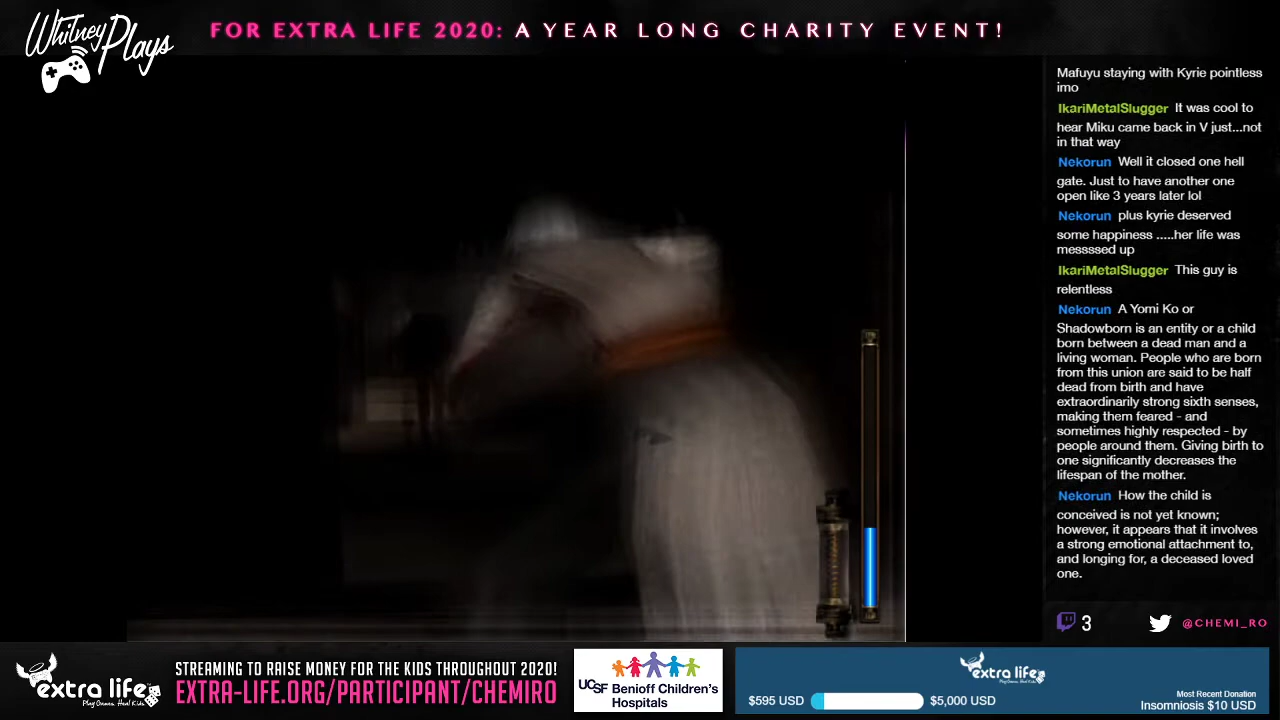 Whitney Plays
FOR EXTRA LIFE 2020: A YEAR LONG CHARITY EVENT!
Mafuyu staying with Kyrie pointless
imo
IkariMetalSlugger It was cool to
hear Miku came back in V just...not
in that way
Nekorun Well it closed one hell
gate. Just to have another one
open like 3 years later lol
Nekorun plus kyrie deserved
some happiness .....her life was
messssed up
IkariMetalSlugger This guy is
relentless
Nekorun A Yomi Ko or
Shadowborn is an entity or a child
born between a dead man and a
living woman. People who are born
from this union are said to be half
dead from birth and have
extraordinarily strong sixth senses,
making them feared - and
sometimes highly respected - by
people around them. Giving birth to
one significantly decreases the
lifespan of the mother.
Nekorun How the child is
conceived is not yet known;
however, it appears that it involves
a strong emotional attachment to,
and longing for, a deceased loved
one.
3 @CHEMI_RO
extra life
Play Games. Heal Kids.
STREAMING TO RAISE MONEY FOR THE KIDS THROUGHOUT 2020!
EXTRA-LIFE.ORG/PARTICIPANT/CHEMIRO
UCSF Benioff Children's
Hospitals
extra life
Play Games. Heal Kids.
$595 USD $5,000 USD
Most Recent Donation
Insomniosis $10 USD